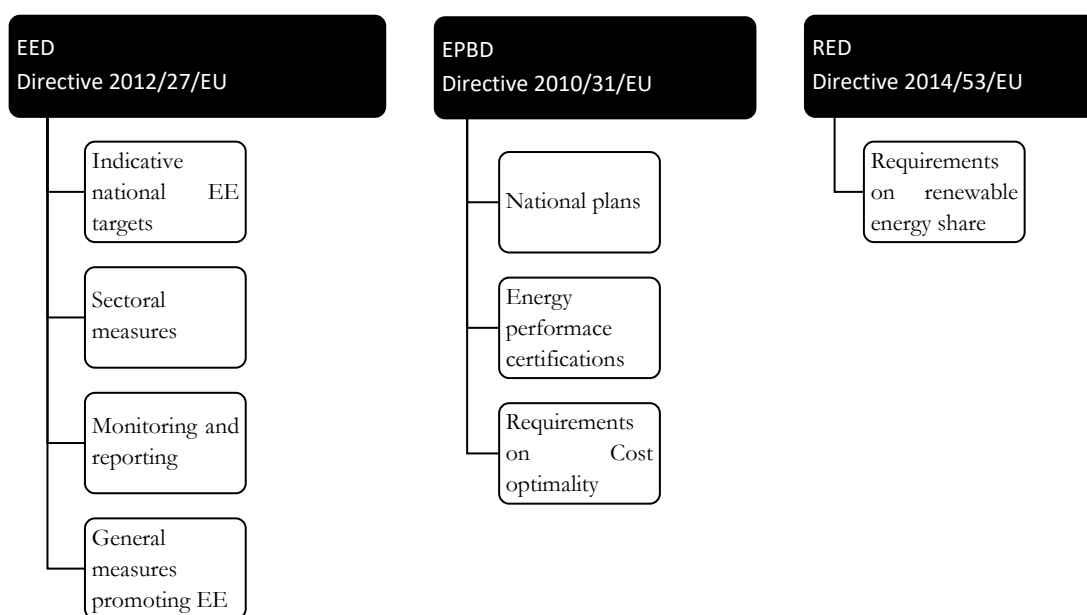 EED
Directive 2012/27/EU
Indicative
national EE
targets
Sectoral
measures
Monitoring and
reporting
General
measures
promoting EE
EPBD
Directive 2010/31/EU
National plans
Energy
performace
certifications
Requirements
on Cost
optimality
RED
Directive 2014/53/EU
Requirements
on renewable
energy share